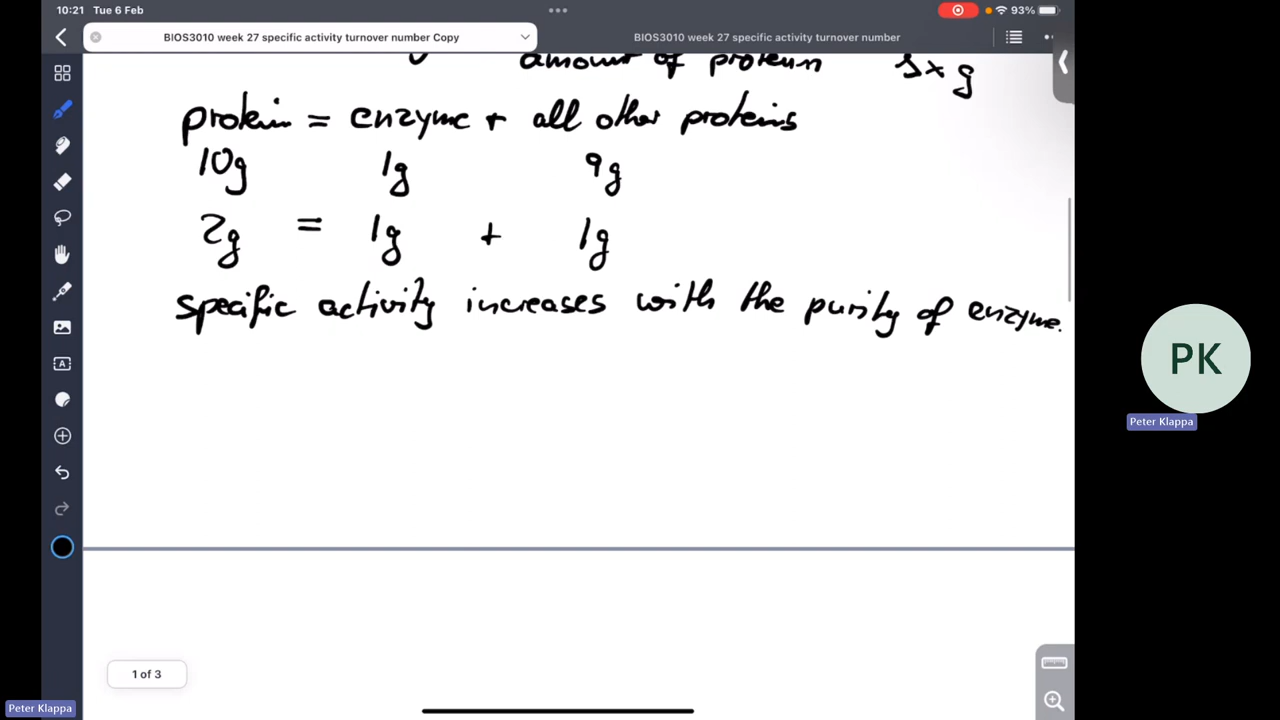 10:21 Tue 6 Feb
93%
BIOS3010 week 27 specific activity turnover number Copy
BIOS3010 week 27 specific activity turnover number
amount of protein s x g
protein = enzyme + all other proteins
10g 1g 9g
2g = 1g + 1g
specific activity increases with the purity of enzyme.
PK
Peter Klappa
A
1 of 3
Peter Klappa